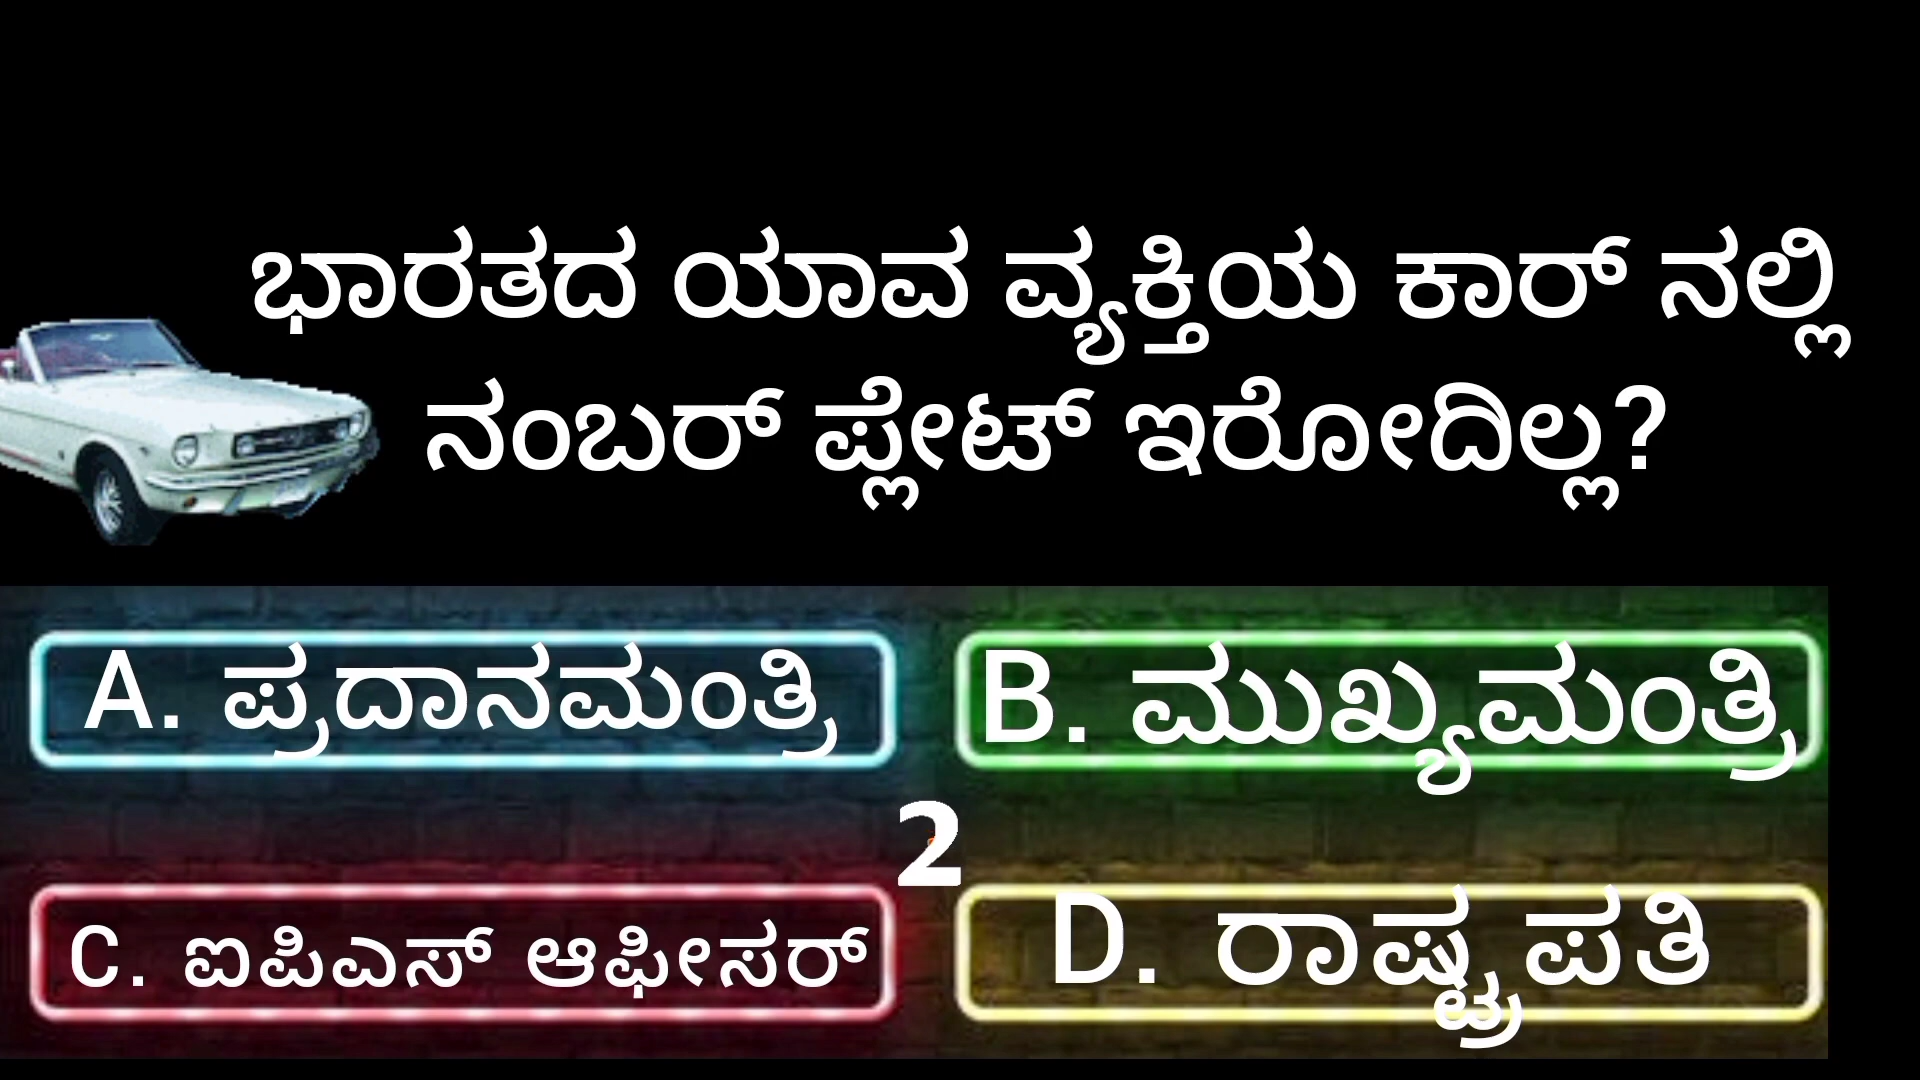 ಭಾರತದ ಯಾವ ವ್ಯಕ್ತಿಯ ಕಾರ್ ನಲ್ಲಿ
ನಂಬರ್ ಪ್ಲೇಟ್ ಇರೋದಿಲ್ಲ?
A. ಪ್ರದಾನಮಂತ್ರಿ
B. ಮುಖ್ಯಮಂತ್ರಿ
2
C. ಐಪಿಎಸ್ ಆಫೀಸರ್
D. ರಾಷ್ಟ್ರಪತಿ